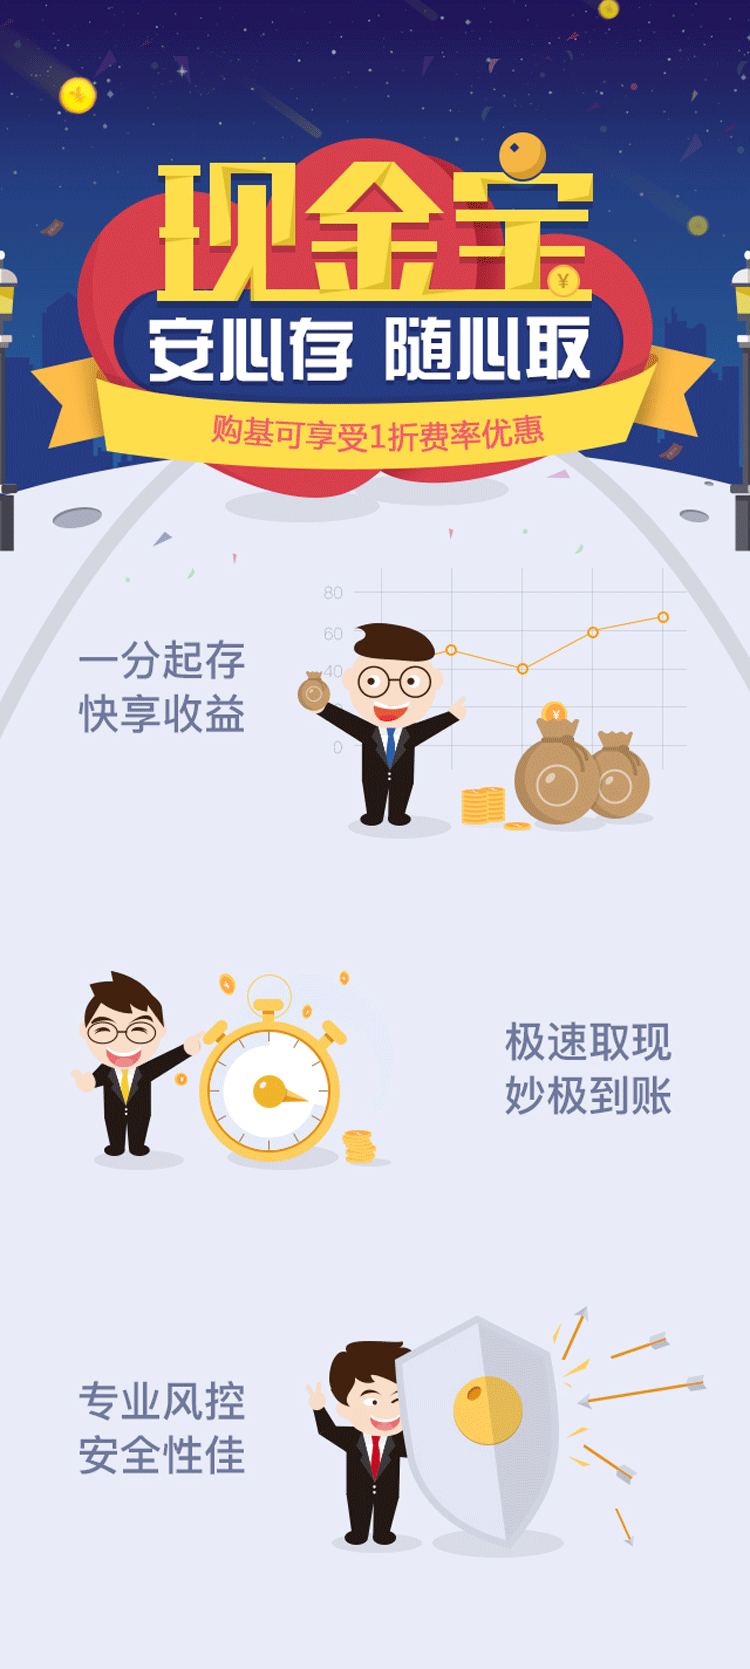 现金宝
安心存 随心取
购基可享受1折费率优惠
80
60
40
0
一分起存
快享收益
¥
¥
极速取现
妙极到账
专业风控
安全性佳